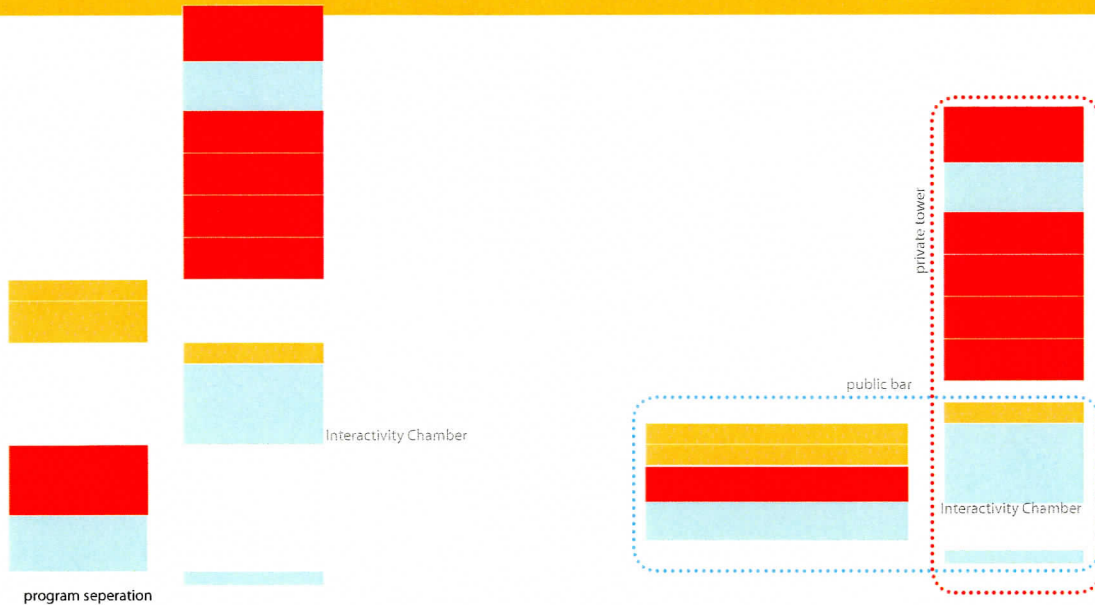 Interactivity Chamber
program seperation
private tower
public bar
Interactivity Chamber